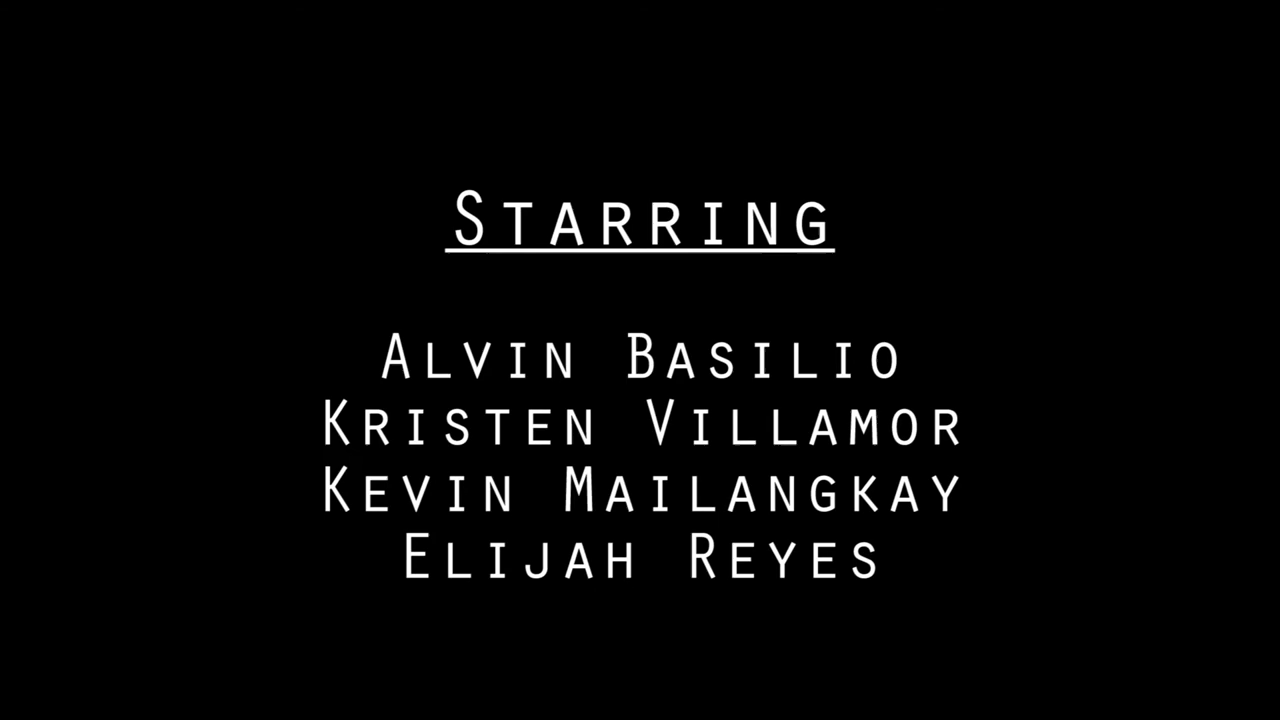 Starring
Alvin Basilio
Kristen Villamor
Kevin Mailangkay
Elijah Reyes